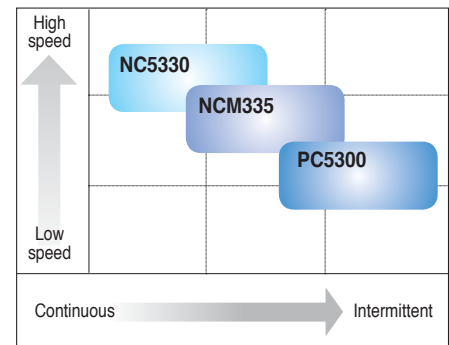 High
speed
NC5330
NCM335
PC5300
Low
speed
Continuous
Intermittent